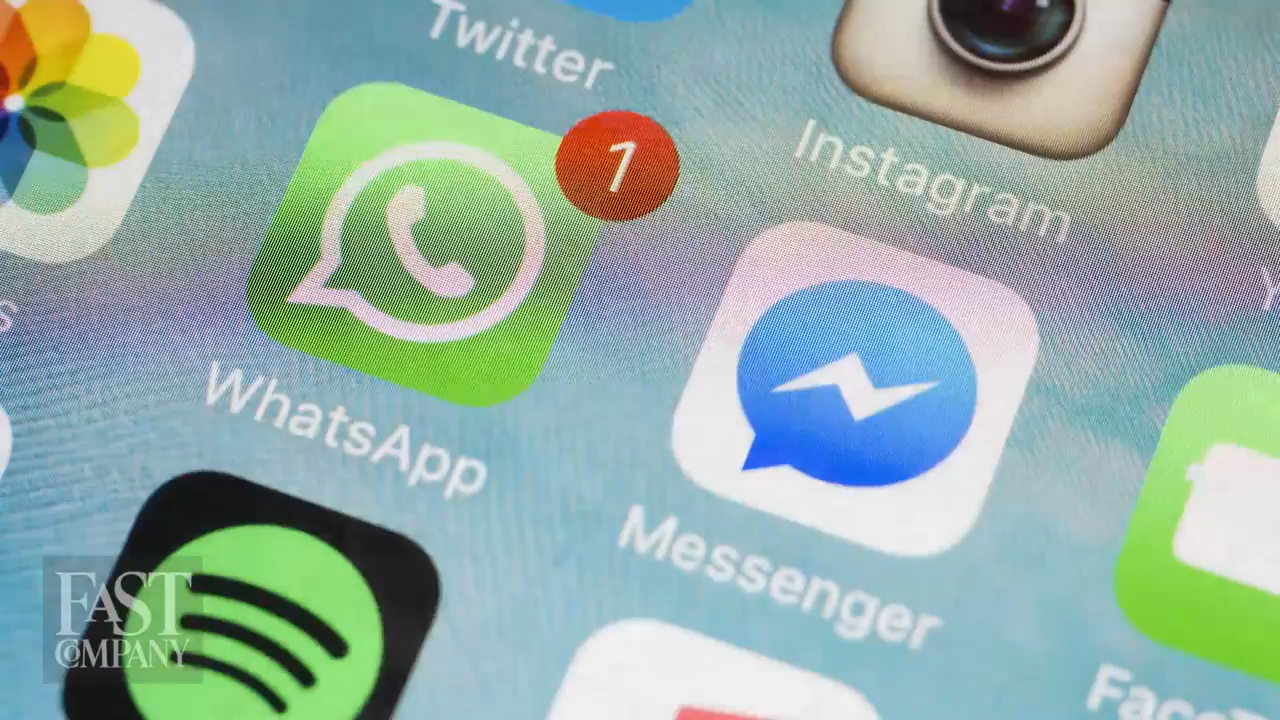 Twitter
Instagram
1
WhatsApp
Messenger
FAST
COMPANY